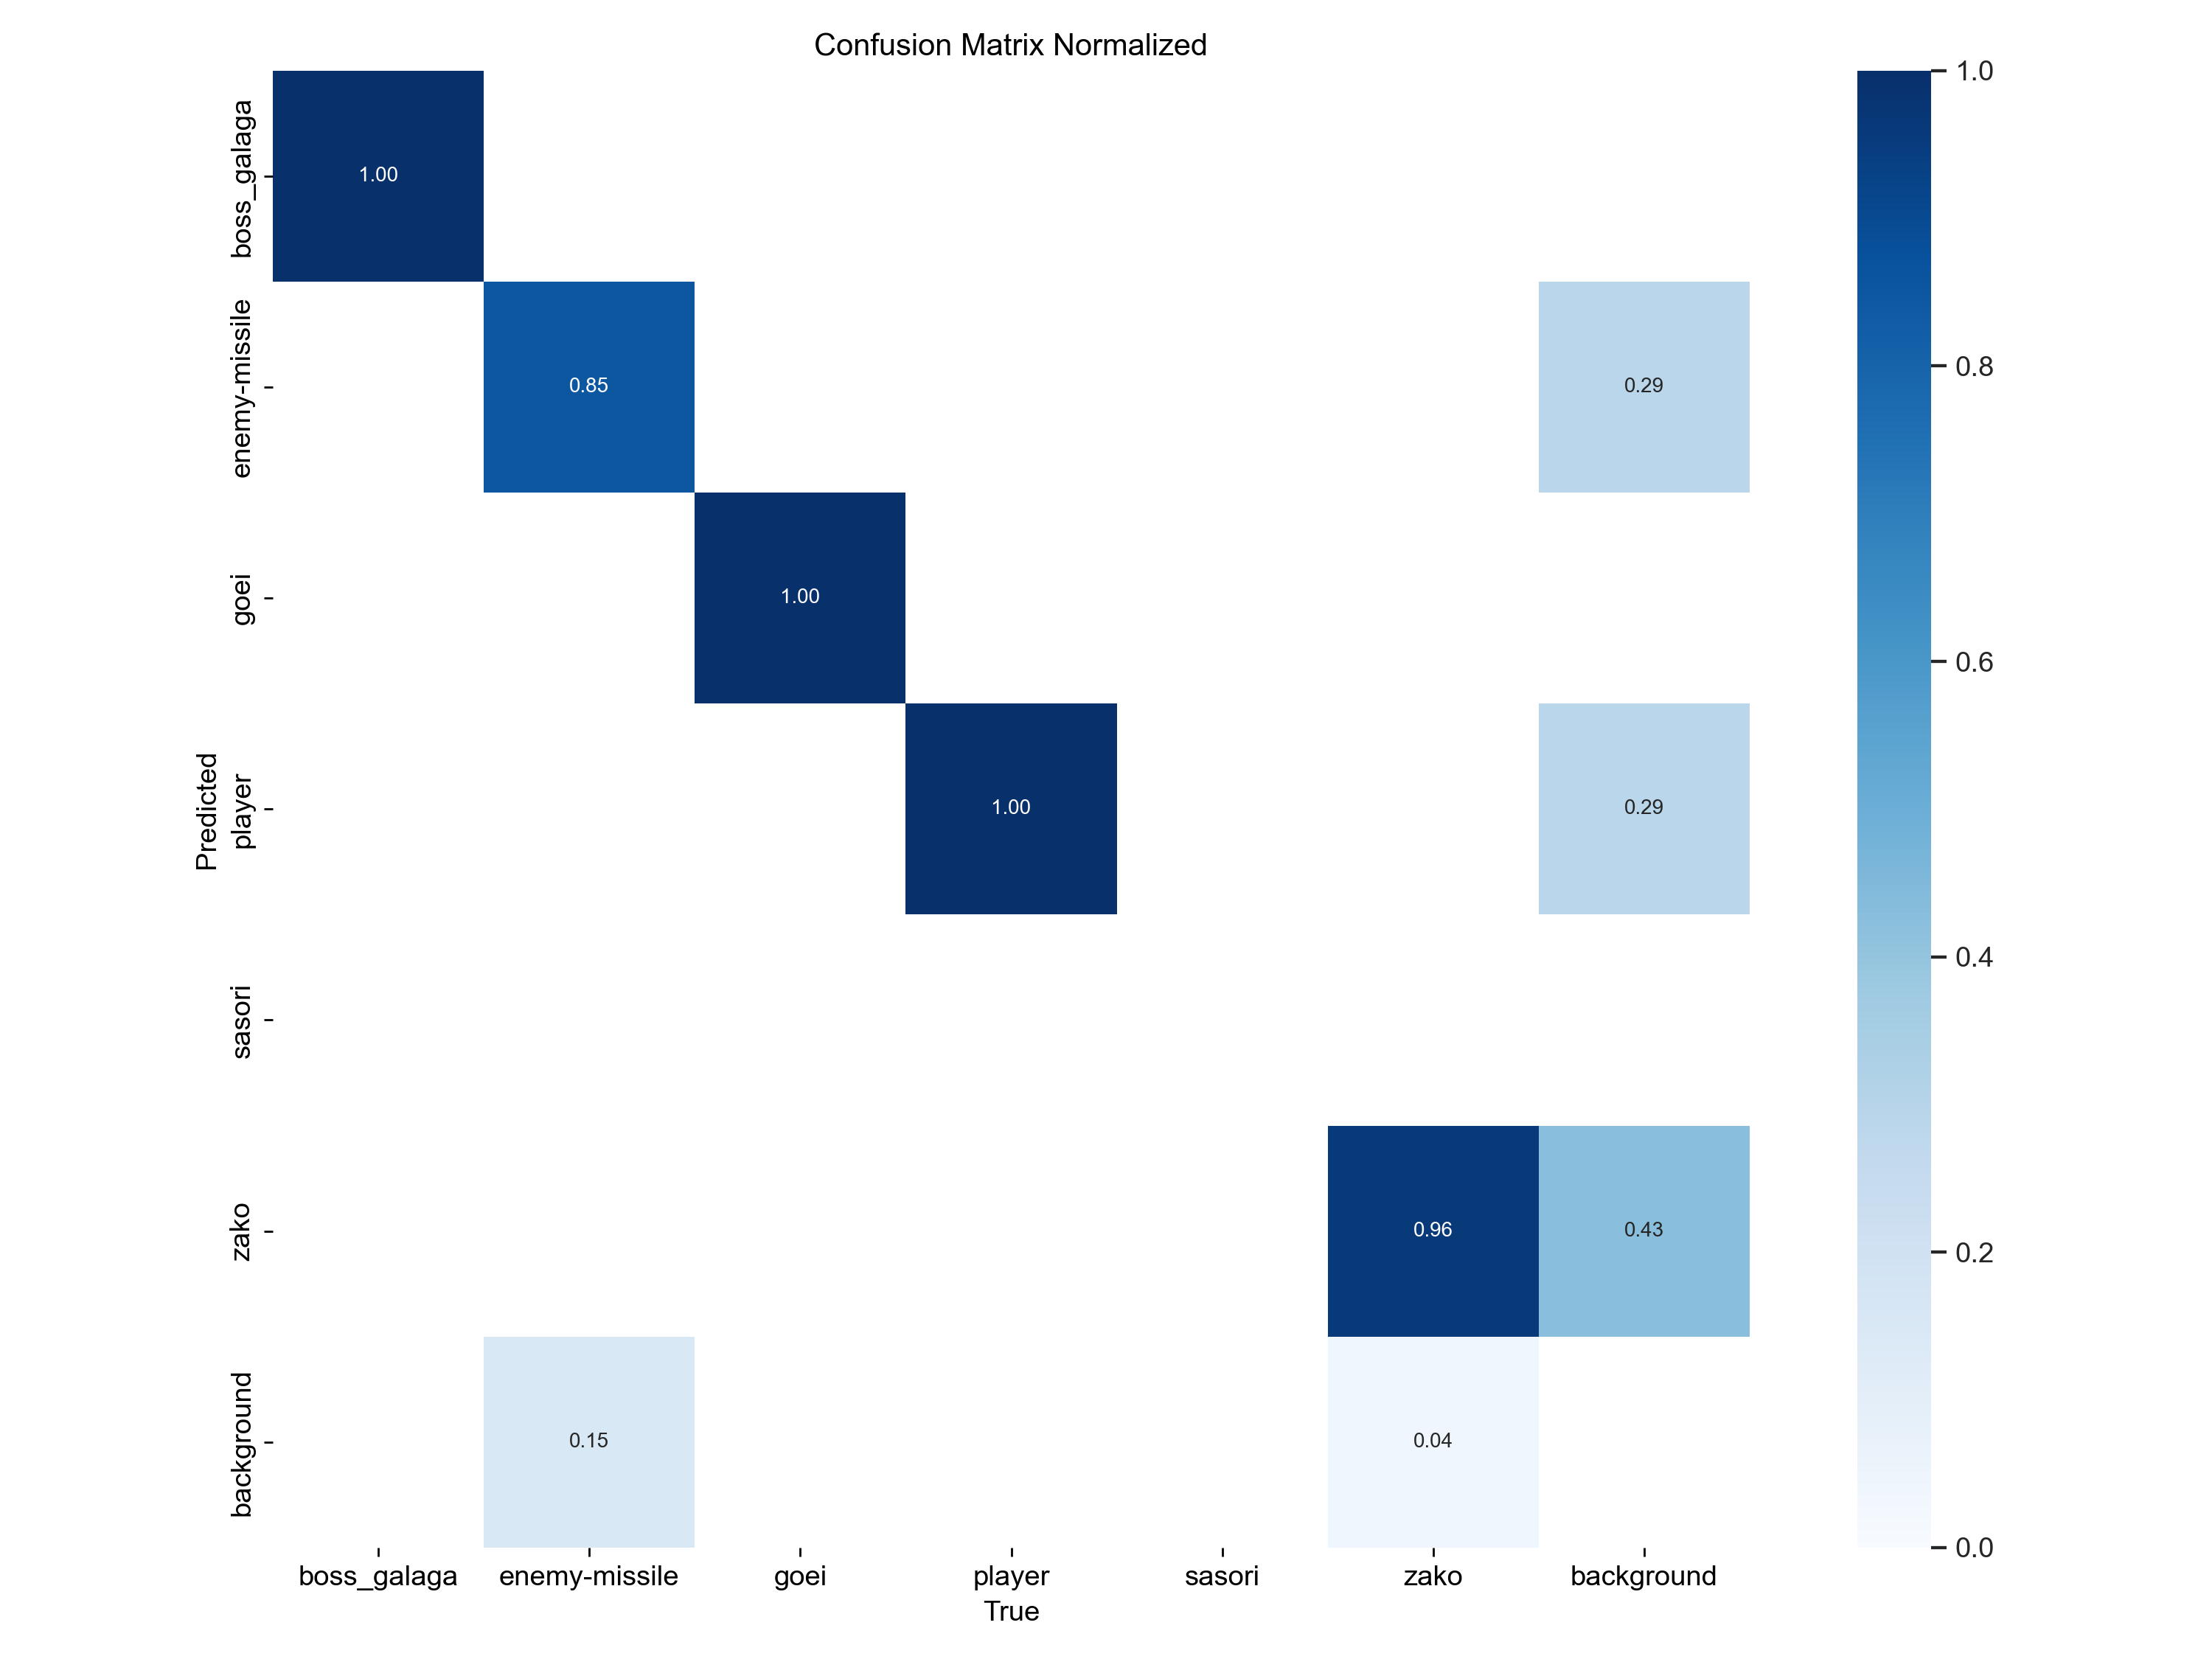 Confusion Matrix Normalized
boss_galaga
enemy-missile
goei
player
sasori
zako
background
Predicted
1.00
0.85
0.29
1.00
1.00
0.29
0.96
0.43
0.15
0.04
boss_galaga
enemy-missile
goei
player
sasori
zako
background
True
1.0
0.8
0.6
0.4
0.2
0.0